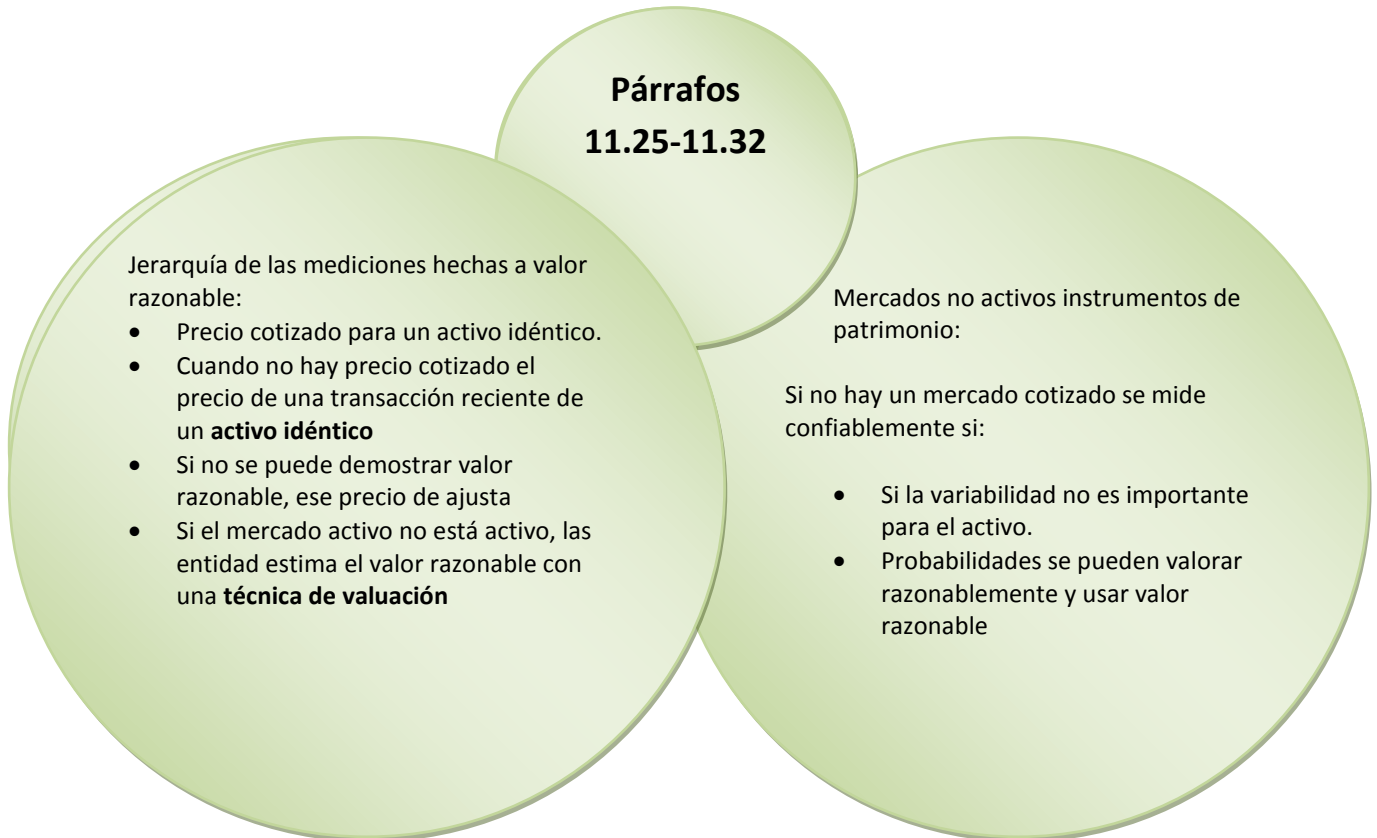 Párrafos
11.25-11.32
Jerarquía de las mediciones hechas a valor
razonable:
• Precio cotizado para un activo idéntico.
• Cuando no hay precio cotizado el
precio de una transacción reciente de
un activo idéntico
• Si no se puede demostrar valor
razonable, ese precio de ajusta
• Si el mercado activo no está activo, las
entidad estima el valor razonable con
una técnica de valuación
Mercados no activos instrumentos de
patrimonio:
Si no hay un mercado cotizado se mide
confiablemente si:
• Si la variabilidad no es importante
para el activo.
• Probabilidades se pueden valorar
razonablemente y usar valor
razonable